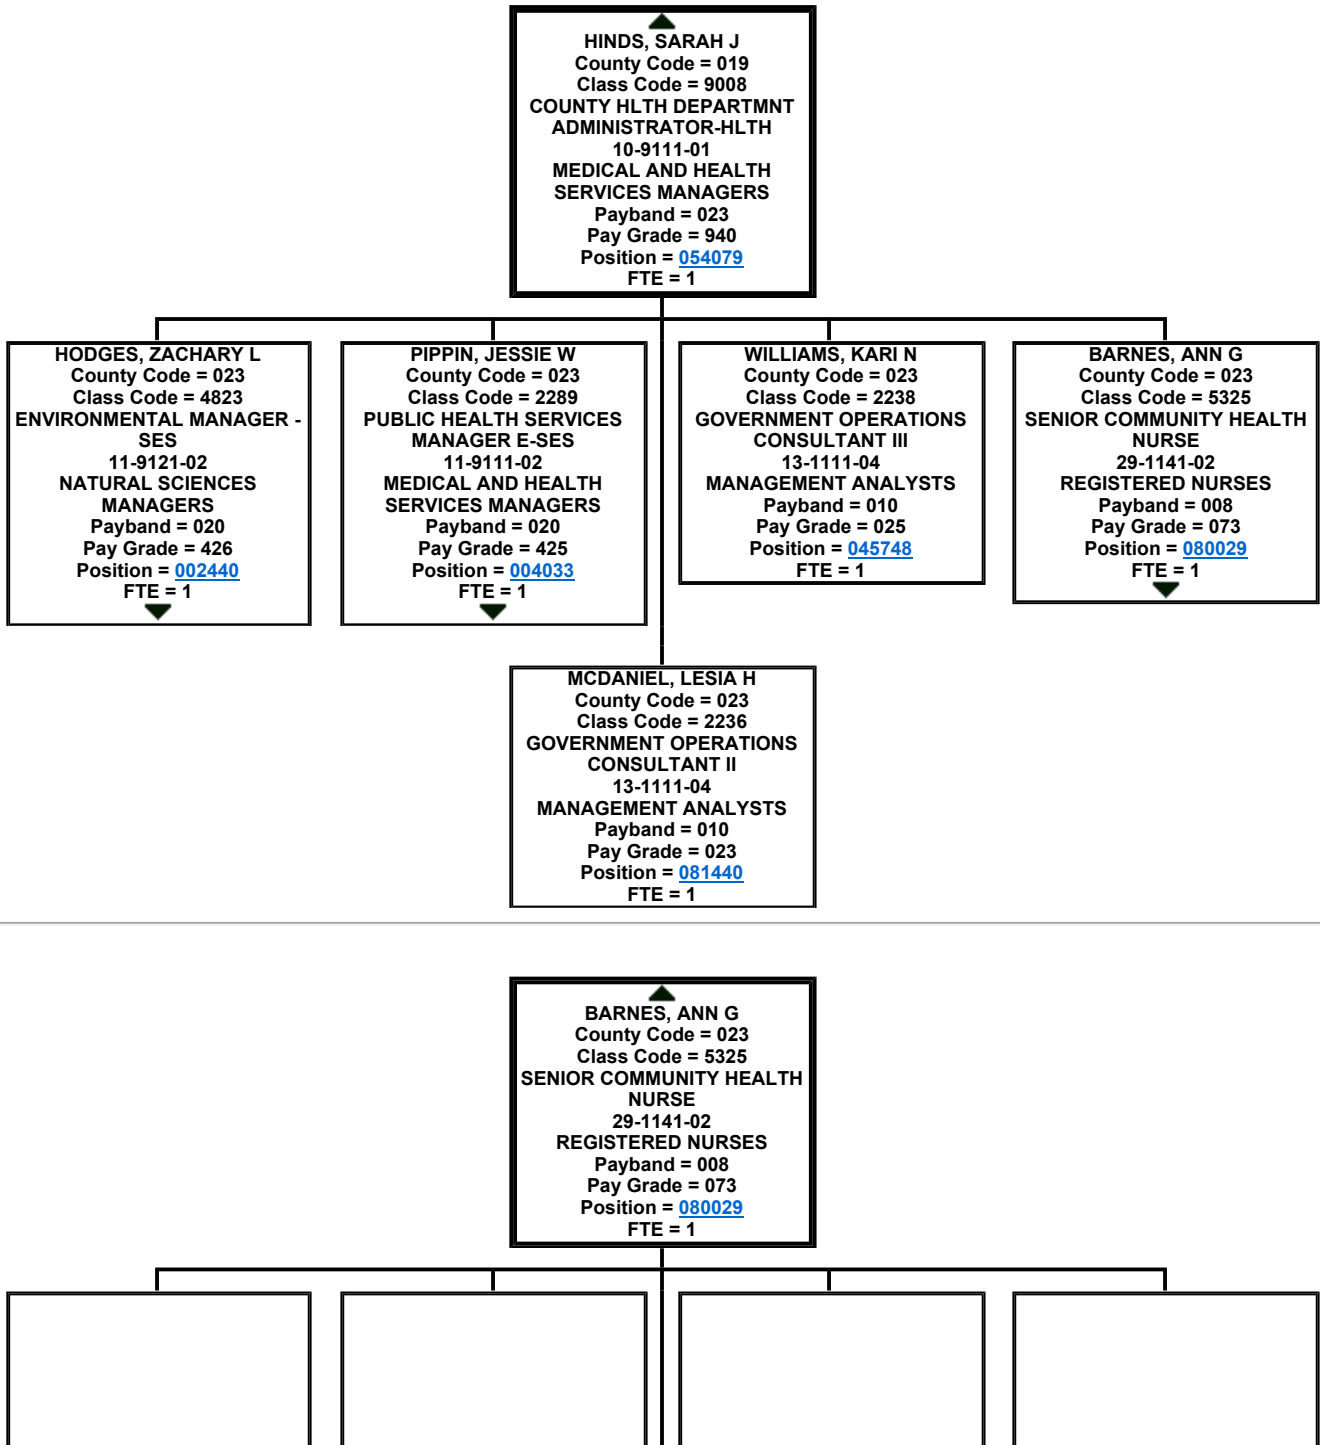 HINDS, SARAH J
County Code = 019
Class Code = 9008
COUNTY HLTH DEPARTMNT
ADMINISTRATOR-HLTH
10-9111-01
MEDICAL AND HEALTH
SERVICES MANAGERS
Payband = 023
Pay Grade = 940
Position = 054079
FTE = 1
HODGES, ZACHARY L
County Code = 023
Class Code = 4823
ENVIRONMENTAL MANAGER -
SES
11-9121-02
NATURAL SCIENCES
MANAGERS
Payband = 020
Pay Grade = 426
Position = 002440
FTE = 1
PIPPIN, JESSIE W
County Code = 023
Class Code = 2289
PUBLIC HEALTH SERVICES
MANAGER E-SES
11-9111-02
MEDICAL AND HEALTH
SERVICES MANAGERS
Payband = 020
Pay Grade = 425
Position = 004033
FTE = 1
WILLIAMS, KARI N
County Code = 023
Class Code = 2238
GOVERNMENT OPERATIONS
CONSULTANT III
13-1111-04
MANAGEMENT ANALYSTS
Payband = 010
Pay Grade = 025
Position = 045748
FTE = 1
BARNES, ANN G
County Code = 023
Class Code = 5325
SENIOR COMMUNITY HEALTH
NURSE
29-1141-02
REGISTERED NURSES
Payband = 008
Pay Grade = 073
Position = 080029
FTE = 1
MCDANIEL, LESIA H
County Code = 023
Class Code = 2236
GOVERNMENT OPERATIONS
CONSULTANT II
13-1111-04
MANAGEMENT ANALYSTS
Payband = 010
Pay Grade = 023
Position = 081440
FTE = 1
BARNES, ANN G
County Code = 023
Class Code = 5325
SENIOR COMMUNITY HEALTH
NURSE
29-1141-02
REGISTERED NURSES
Payband = 008
Pay Grade = 073
Position = 080029
FTE = 1